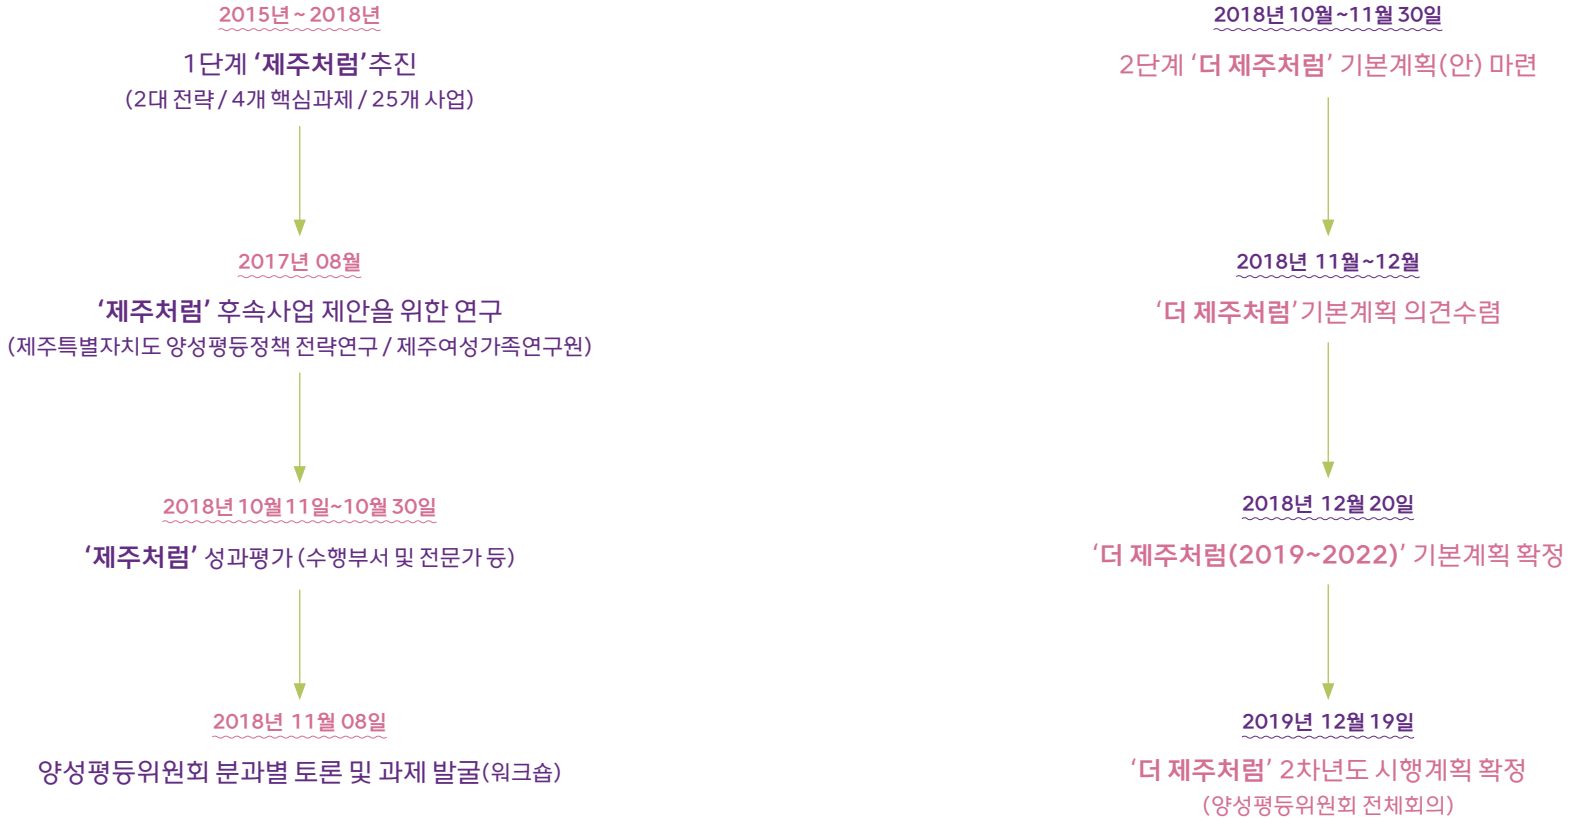 2015년~2018년
1단계 ‘제주처럼’추진
(2대 전략 / 4개 핵심과제 / 25개 사업)
2017년 08월
‘제주처럼’ 후속사업 제안을 위한 연구
(제주특별자치도 양성평등정책 전략연구 / 제주여성가족연구원)
2018년 10월 11일~10월 30일
‘제주처럼’ 성과평가 (수행부서 및 전문가 등)
2018년 11월 08일
양성평등위원회 분과별 토론 및 과제 발굴(워크숍)
2018년 10월~11월 30일
2단계 ‘더 제주처럼’ 기본계획(안) 마련
2018년 11월~12월
‘더 제주처럼’기본계획 의견수렴
2018년 12월 20일
‘더 제주처럼(2019~2022)’ 기본계획 확정
2019년 12월 19일
‘더 제주처럼’ 2차년도 시행계획 확정
(양성평등위원회 전체회의)